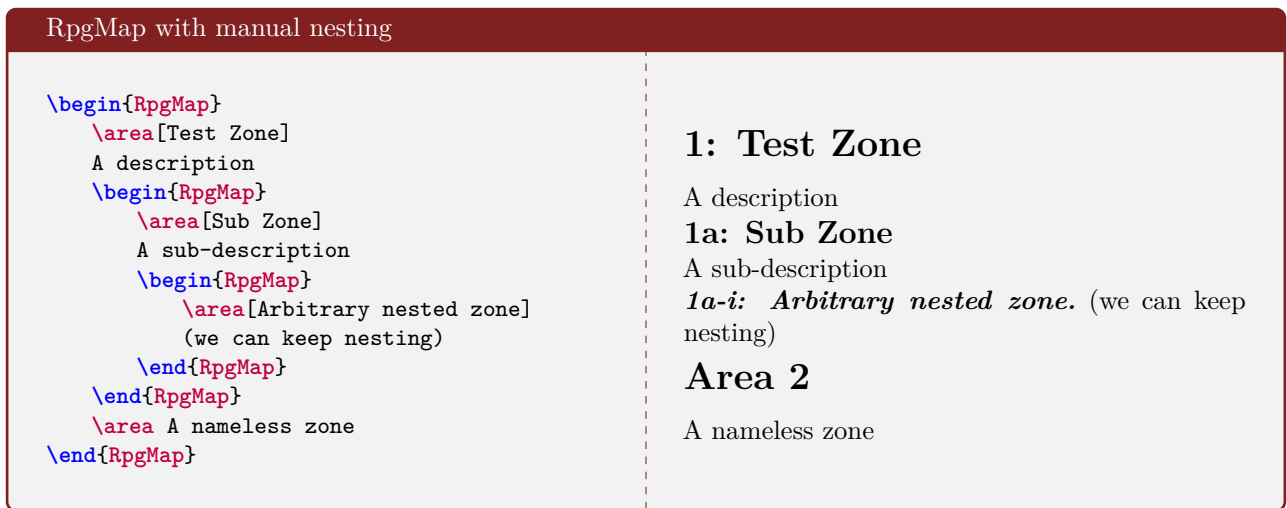 RpgMap with manual nesting
\begin{RpgMap}
    \area[Test Zone]
    A description
    \begin{RpgMap}
        \area[Sub Zone]
        A sub-description
        \begin{RpgMap}
            \area[Arbitrary nested zone]
            (we can keep nesting)
        \end{RpgMap}
    \end{RpgMap}
    \area A nameless zone
\end{RpgMap}
1: Test Zone
A description
1a: Sub Zone
A sub-description
1a-i: Arbitrary nested zone. (we can keep
nesting)
Area 2
A nameless zone